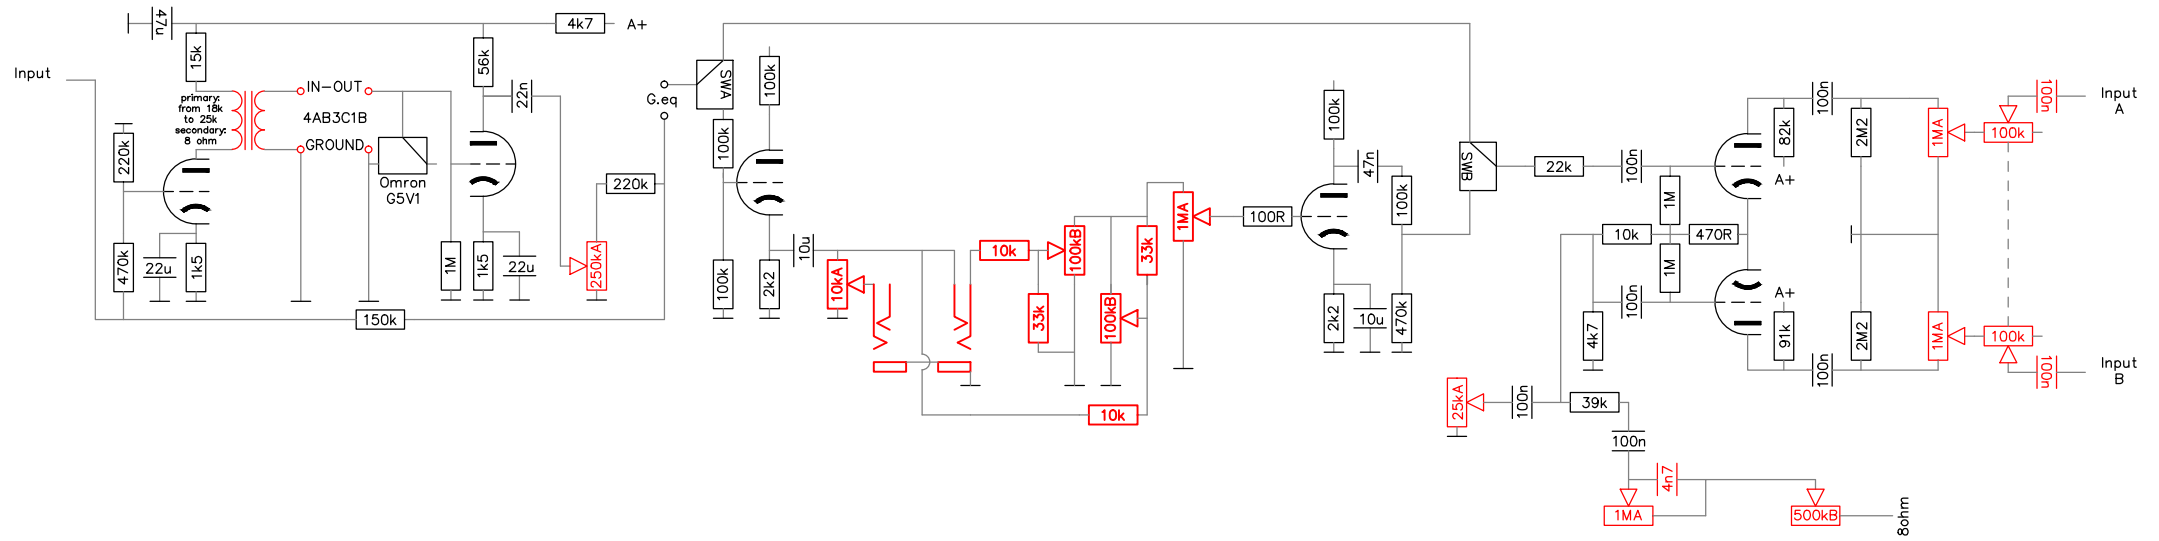 47u
4k7
A+
Input
15k
56k
22n
primary:
from 18k
to 25k
secondary:
8 ohm
IN-OUT
4AB3C1B
GROUND
Omron
G5V1
220k
470k
22u
1k5
1M
1k5
22u
250kA
220k
150k
G.eq
SWA
100k
100k
100k
2k2
10u
10kA
10k
100kB
33k
100kB
33k
1MA
10k
100R
100k
47n
100k
2k2
10u
470k
SWB
22k
100n
1M
10k
470R
1M
100n
4k7
82k
A+
A+
91k
100n
100n
2M2
2M2
1MA
1MA
100k
100k
100n
Input
A
100n
Input
B
25kA
100n
39k
100n
4n7
1MA
500kB
8ohm